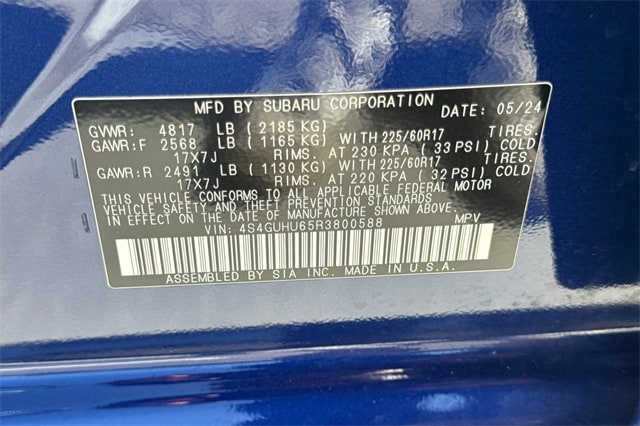 MFD BY SUBARU CORPORATION DATE: 05/24
GVWR: 4817 LB (2185 KG)
GAWR:F 2568 LB (1165 KG) WITH 225/60R17 TIRES.
17X7J RIMS. AT 230 KPA (33 PSI) COLD
GAWR:R 2491 LB (1130 KG) WITH 225/60R17 TIRES.
17X7J RIMS. AT 220 KPA (32 PSI) COLD
THIS VEHICLE CONFORMS TO ALL APPLICABLE FEDERAL MOTOR
VEHICLE SAFETY AND THEFT PREVENTION STANDARDS
IN EFFECT ON THE DATE OF MANUFACTURE SHOWN ABOVE.
VIN: 4S4GUHU65R3800588 MPV
ASSEMBLED BY SIA INC. MADE IN U.S.A.